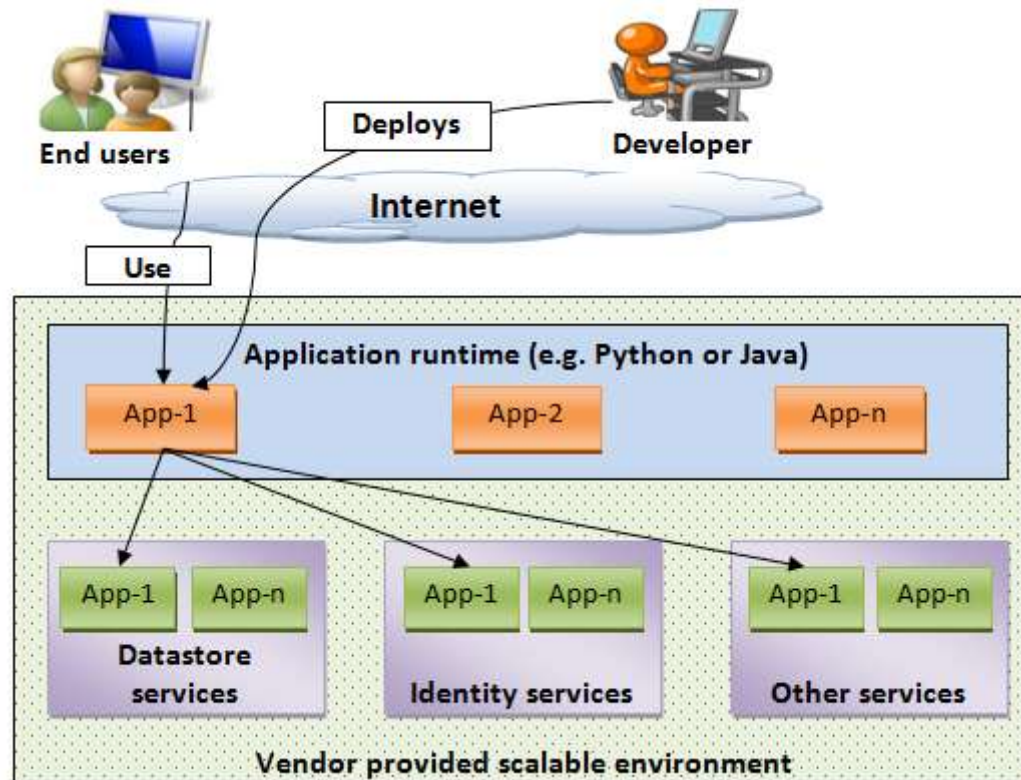 End users
Deploys
Developer
Internet
Use
Application runtime (e.g. Python or Java)
App-1
App-2
App-n
App-1
App-n
Datastore
services
App-1
App-n
Identity services
App-1
App-n
Other services
Vendor provided scalable environment